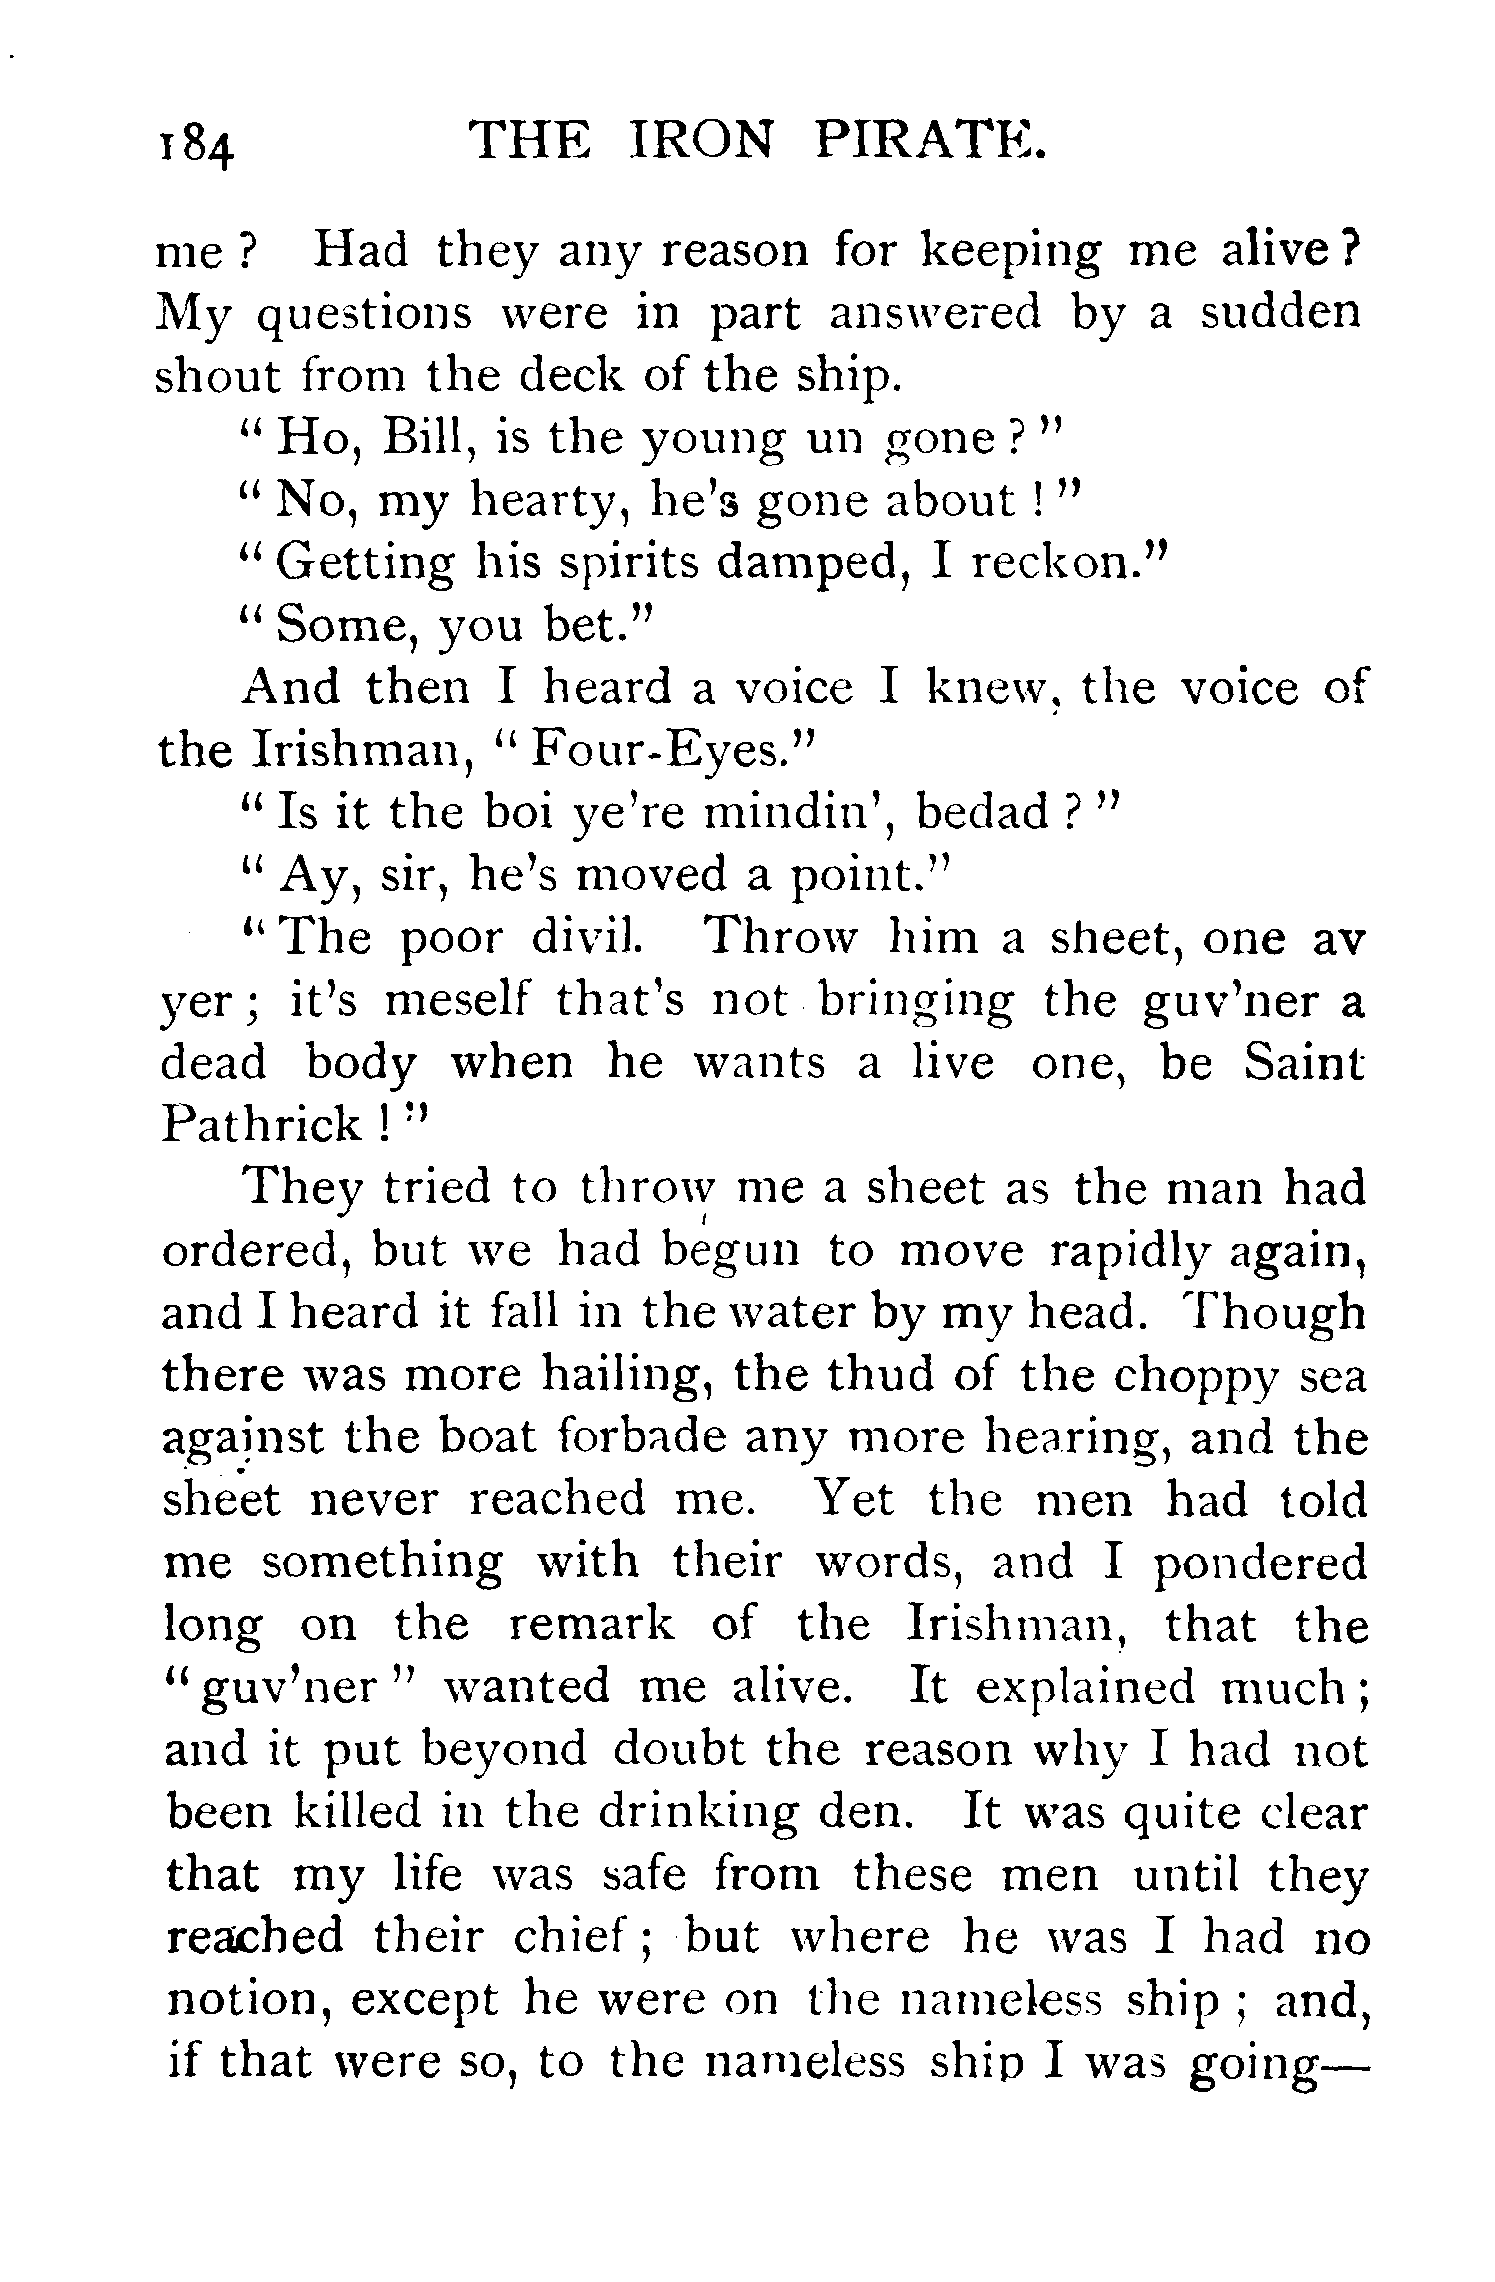 184 THE IRON PIRATE.
me ? Had they any reason for keeping me alive ?
My questions were in part answered by a sudden
shout from the deck of the ship.
“ Ho, Bill, is the young un gone ? ”
“ No, my hearty, he's gone about ! ”
“ Getting his spirits damped, I reckon.”
“ Some, you bet.”
And then I heard a voice I knew, the voice of
the Irishman, “ Four-Eyes.”
“ Is it the boi ye're mindin', bedad ? ”
“ Ay, sir, he's moved a point.”
“ The poor divil. Throw him a sheet, one av
yer ; it's meself that's not bringing the guv'ner a
dead body when he wants a live one, be Saint
Pathrick ! ”
They tried to throw me a sheet as the man had
ordered, but we had begun to move rapidly again,
and I heard it fall in the water by my head. Though
there was more hailing, the thud of the choppy sea
against the boat forbade any more hearing, and the
sheet never reached me. Yet the men had told
me something with their words, and I pondered
long on the remark of the Irishman, that the
“ guv'ner ” wanted me alive. It explained much ;
and it put beyond doubt the reason why I had not
been killed in the drinking den. It was quite clear
that my life was safe from these men until they
reached their chief ; but where he was I had no
notion, except he were on the nameless ship ; and,
if that were so, to the nameless ship I was going—